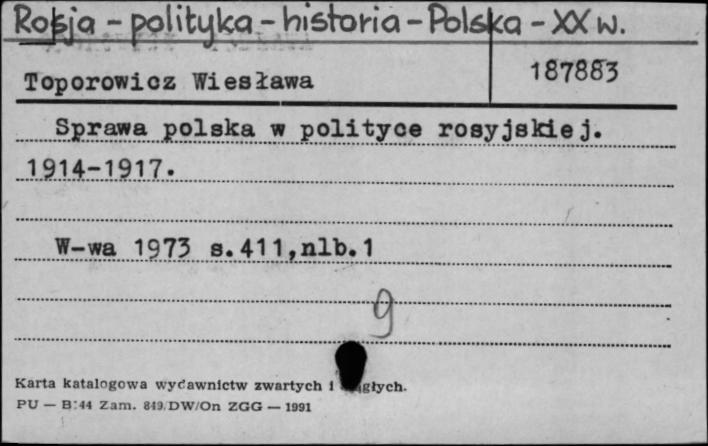 Rosja - polityka - historia - Polska - XX w.
Toporowicz Wiesława
187883
Sprawa polska w polityce rosyjskiej.
1914-1917.
W-wa 1973 s.411,nlb.1
9
Karta katalogowa wydawnictw zwartych i głych.
PU — B:44 Zam. 849/DW/On ZGG — 1991